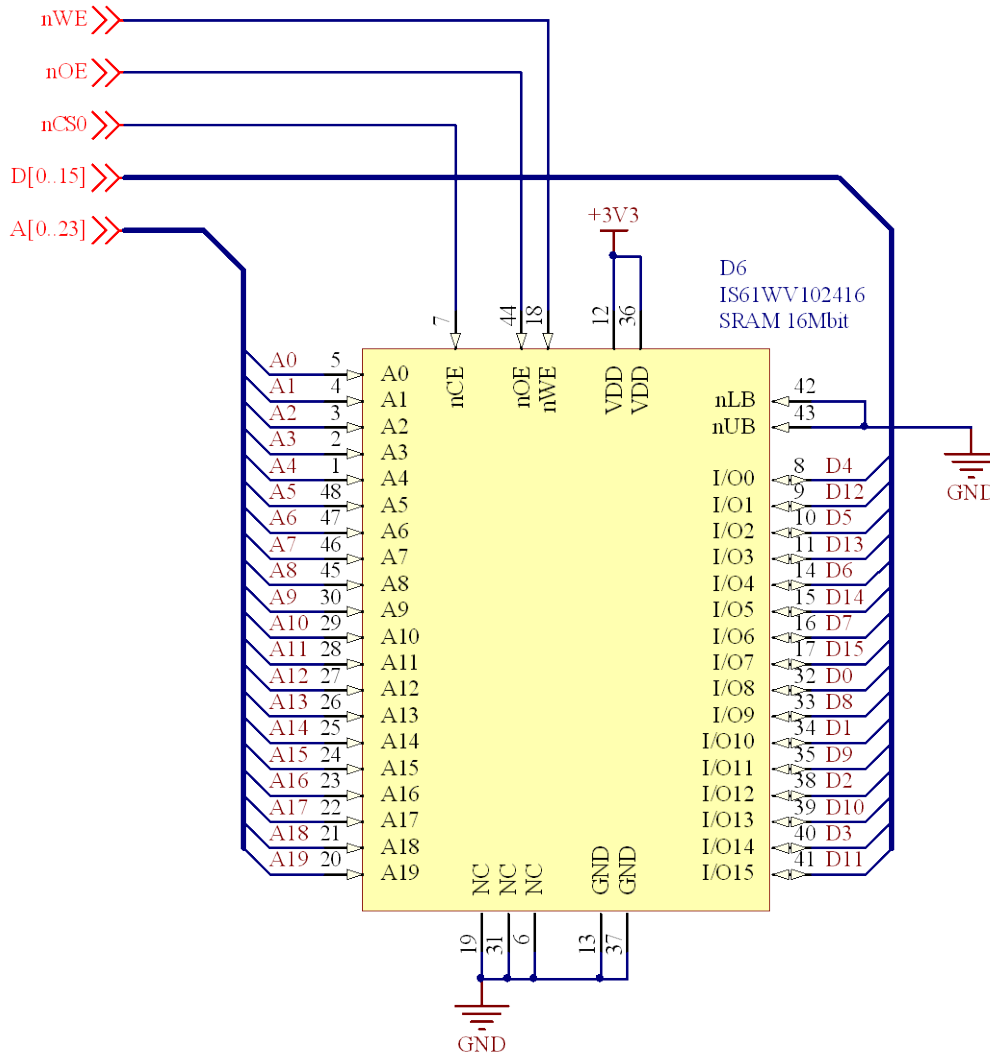 nWE
nOE
nCS0
D[0..15]
A[0..23]
+3V3
D6
IS61WV102416
SRAM 16Mbit
7 44 18 12 36
nCE nOE nWE VDD VDD
A0 5 A0
A1 4 A1
A2 3 A2
A3 2 A3
A4 1 A4
A5 48 A5
A6 47 A6
A7 46 A7
A8 45 A8
A9 30 A9
A10 29 A10
A11 28 A11
A12 27 A12
A13 26 A13
A14 25 A14
A15 24 A15
A16 23 A16
A17 22 A17
A18 21 A18
A19 20 A19
nLB 42
nUB 43
GND
I/O0 8 D4
I/O1 9 D12
I/O2 10 D5
I/O3 11 D13
I/O4 14 D6
I/O5 15 D14
I/O6 16 D7
I/O7 17 D15
I/O8 32 D0
I/O9 33 D8
I/O10 34 D1
I/O11 35 D9
I/O12 38 D2
I/O13 39 D10
I/O14 40 D3
I/O15 41 D11
NC NC NC GND GND
19 31 6 13 37
GND